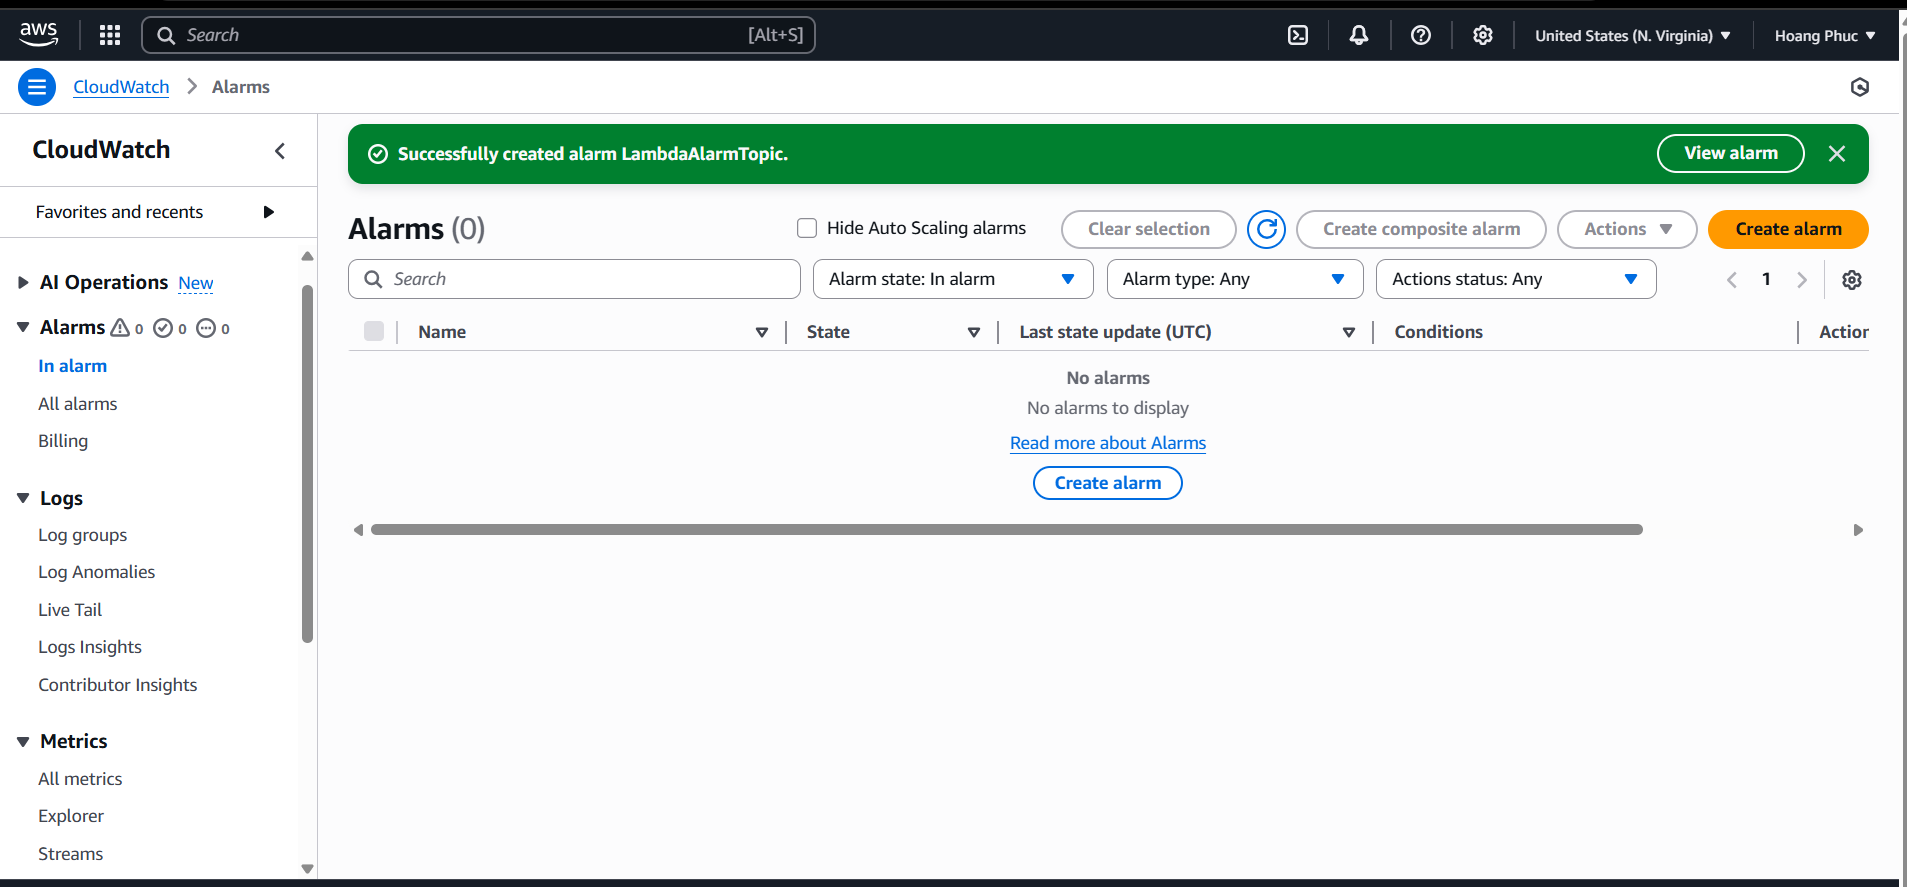 aws
Search [Alt+S]
United States (N. Virginia)
Hoang Phuc
CloudWatch
Alarms
CloudWatch
Favorites and recents
AI Operations New
Alarms 0 0 0
In alarm
All alarms
Billing
Logs
Log groups
Log Anomalies
Live Tail
Logs Insights
Contributor Insights
Metrics
All metrics
Explorer
Streams
Successfully created alarm LambdaAlarmTopic.
View alarm
Alarms (0)
Hide Auto Scaling alarms
Clear selection
Create composite alarm
Actions
Create alarm
Search
Alarm state: In alarm
Alarm type: Any
Actions status: Any
1
Name
State
Last state update (UTC)
Conditions
Action
No alarms
No alarms to display
Read more about Alarms
Create alarm